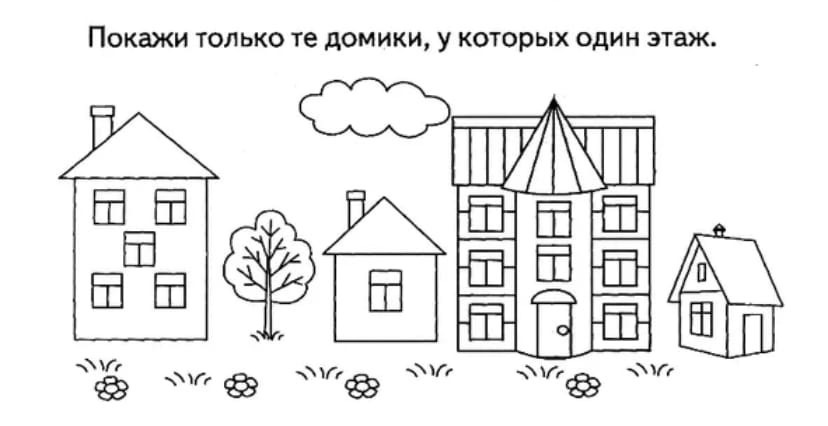 Покажи только те домики, у которых один этаж.